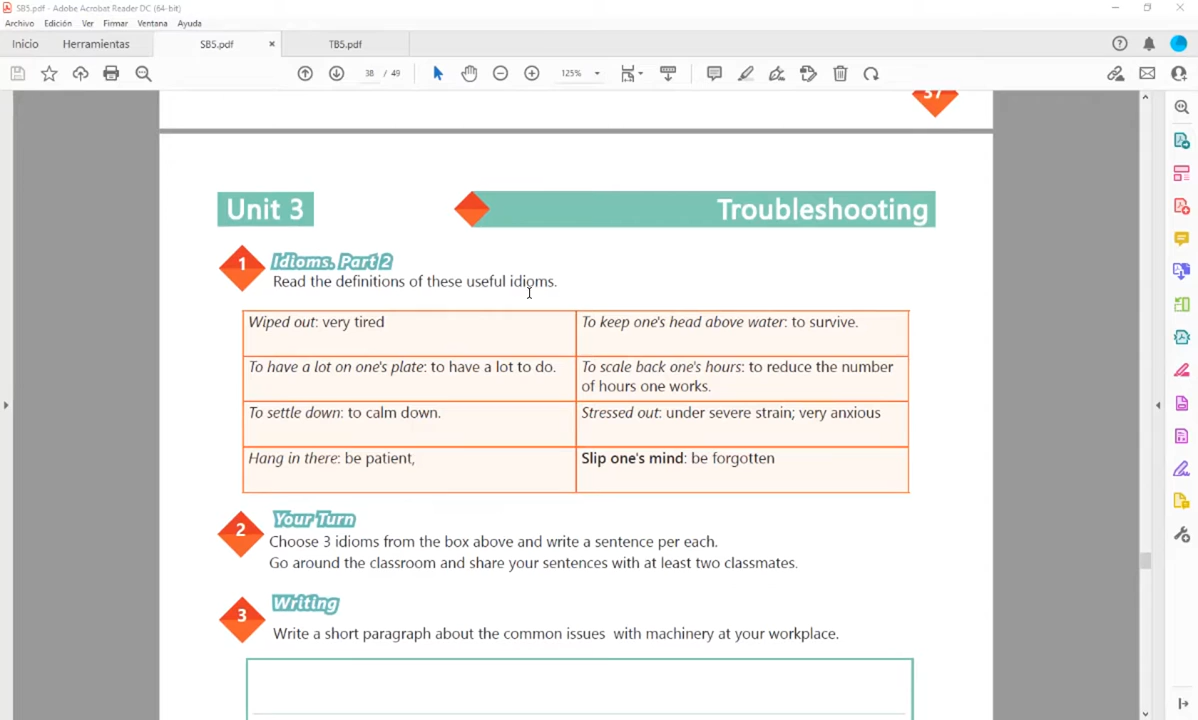 SB5.pdf - Adobe Acrobat Reader DC (64-bit)
Archivo Edición Ver Firmar Ventana Ayuda
Inicio Herramientas SB5.pdf × TB5.pdf
38 / 49 125%
37
Unit 3 Troubleshooting
1 Idioms. Part 2
Read the definitions of these useful idioms.
Wiped out: very tired
To keep one's head above water: to survive.
To have a lot on one's plate: to have a lot to do.
To scale back one's hours: to reduce the number
of hours one works.
To settle down: to calm down.
Stressed out: under severe strain; very anxious
Hang in there: be patient,
Slip one's mind: be forgotten
2 Your Turn
Choose 3 idioms from the box above and write a sentence per each.
Go around the classroom and share your sentences with at least two classmates.
3 Writing
Write a short paragraph about the common issues with machinery at your workplace.